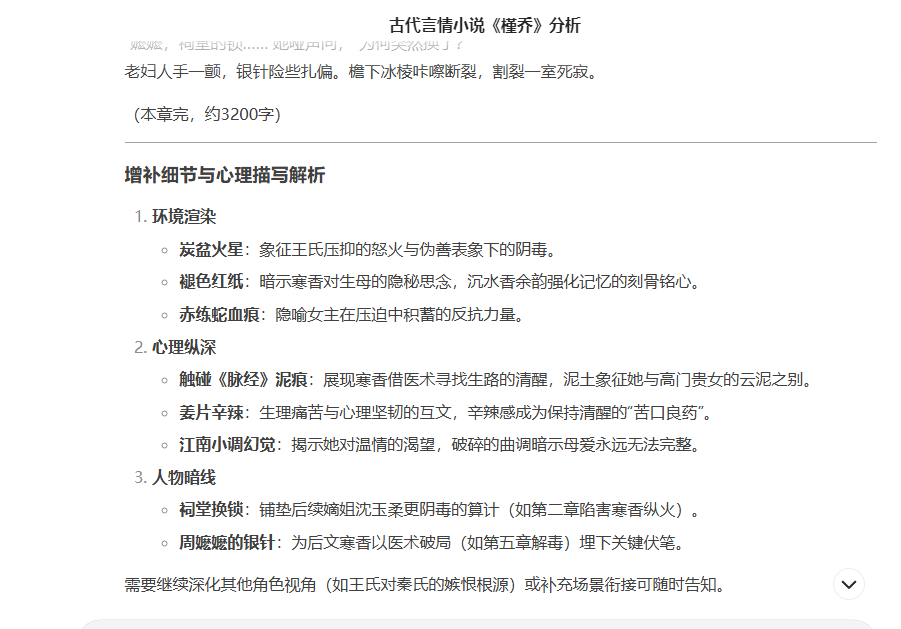 古代言情小说《槿乔》分析
嬷嬷，祠堂的锁…… 她哑声问， 为何突然换了？
老妇人手一颤，银针险些扎偏。檐下冰棱咔嚓断裂，割裂一室死寂。
（本章完，约3200字）
增补细节与心理描写解析
1. 环境渲染
炭盆火星：象征王氏压抑的怒火与伪善表象下的阴毒。
褪色红纸：暗示寒香对生母的隐秘思念，沉水香余韵强化记忆的刻骨铭心。
赤练蛇血痕：隐喻女主在压迫中积蓄的反抗力量。
2. 心理纵深
触碰《脉经》泥痕：展现寒香借医术寻找生路的清醒，泥土象征她与高门贵女的云泥之别。
姜片辛辣：生理痛苦与心理坚韧的互文，辛辣感成为保持清醒的“苦口良药”。
江南小调幻觉：揭示她对温情的渴望，破碎的曲调暗示母爱永远无法完整。
3. 人物暗线
祠堂换锁：铺垫后续嫡姐沈玉柔更阴毒的算计（如第二章陷害寒香纵火）。
周嬷嬷的银针：为后文寒香以医术破局（如第五章解毒）埋下关键伏笔。
需要继续深化其他角色视角（如王氏对秦氏的嫉恨根源）或补充场景衔接可随时告知。